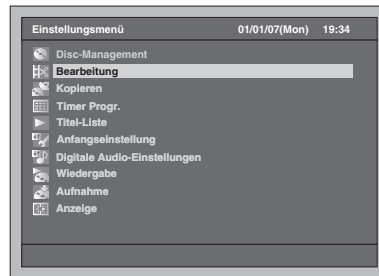 Einstellungsmenü 01/01/07(Mon) 19:34
Disc-Management
Bearbeitung
Kopieren
Timer Progr.
Titel-Liste
Anfangseinstellung
Digitale Audio-Einstellungen
Wiedergabe
Aufnahme
Anzeige